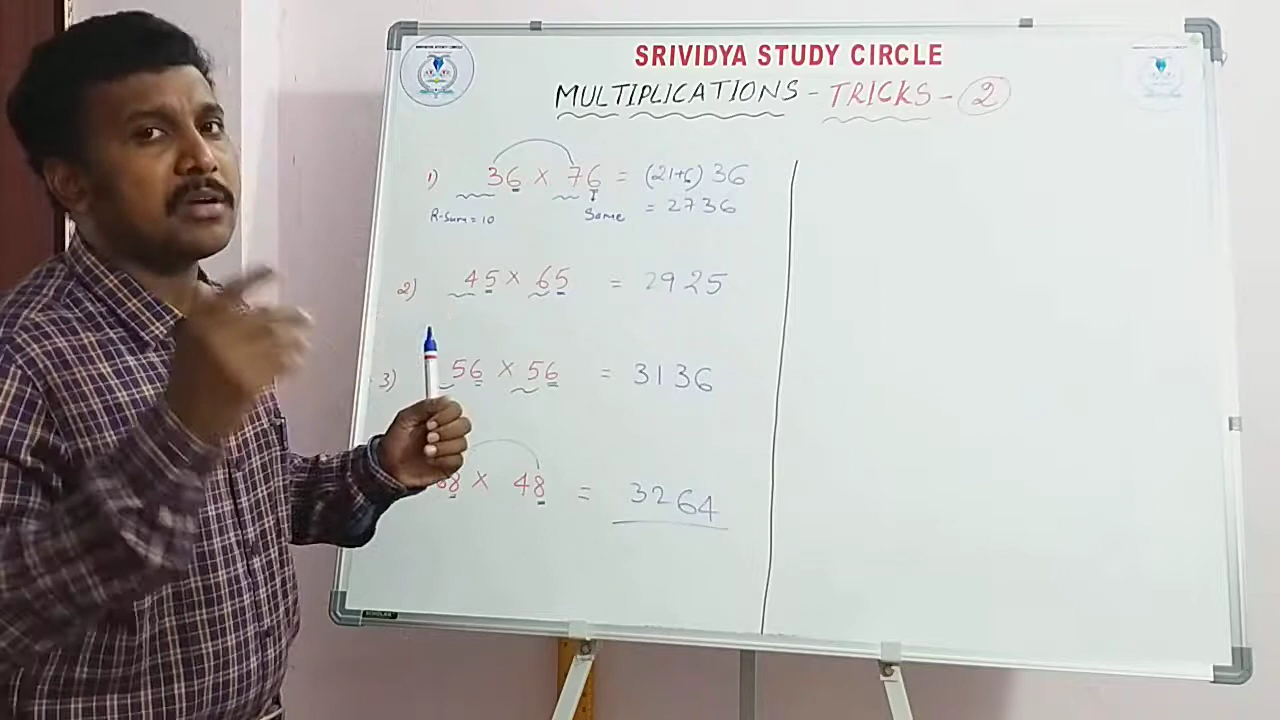 SRIVIDYA STUDY CIRCLE
MULTIPLICATIONS - TRICKS - 2
1) 36 × 76 = (21+6) 36
R-Sum = 10 Same = 2736
2) 45 × 65 = 2925
3) 56 × 56 = 3136
8 × 48 = 3264